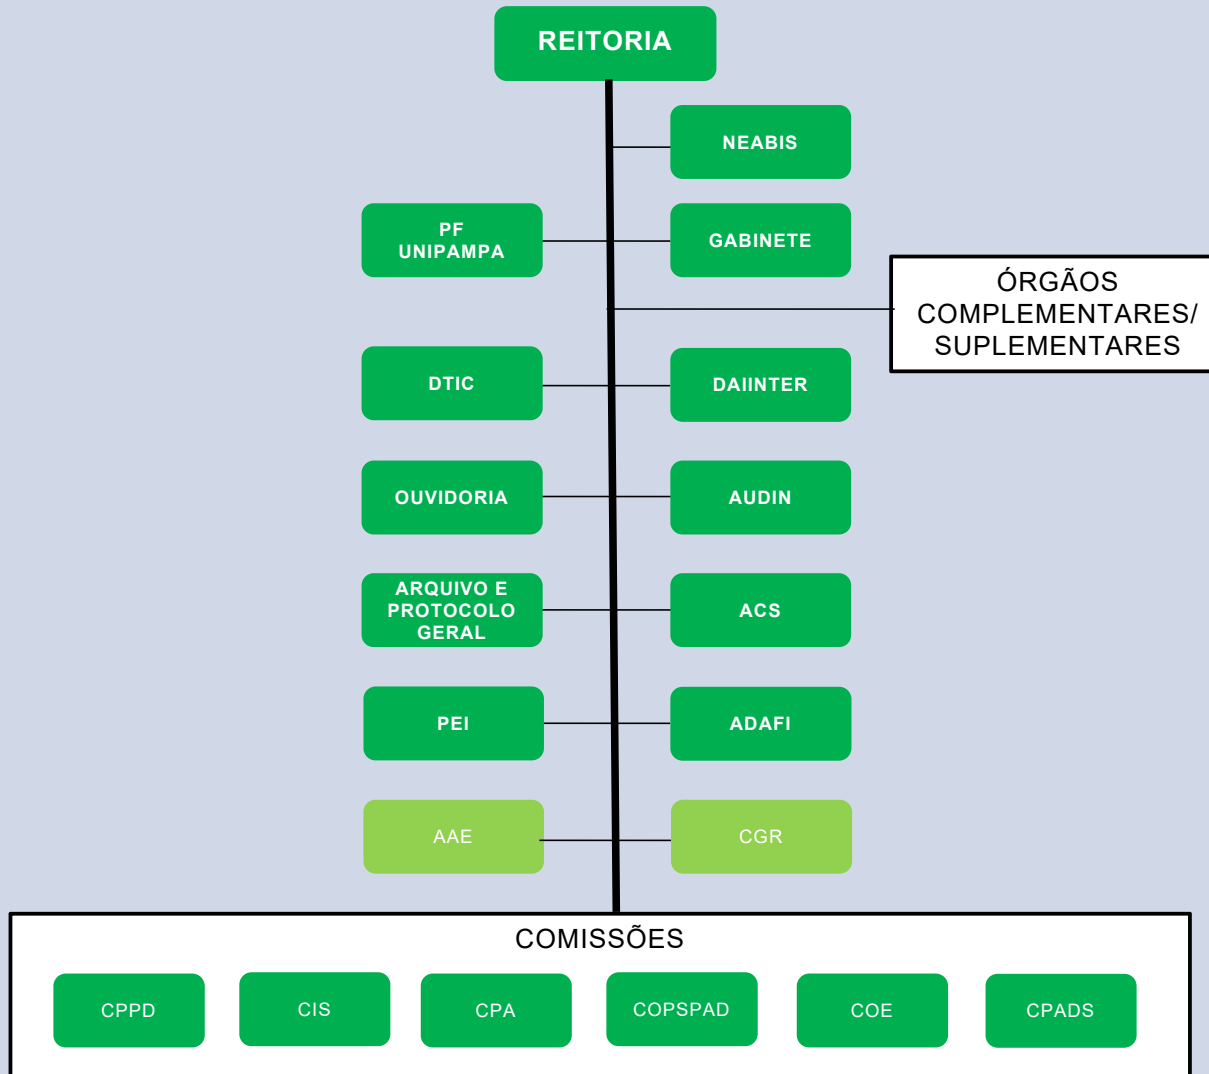 REITORIA
NEABIS
PF
UNIPAMPA
GABINETE
ÓRGÃOS
COMPLEMENTARES/
SUPLEMENTARES
DTIC
DAIINTER
OUVIDORIA
AUDIN
ARQUIVO E
PROTOCOLO
GERAL
ACS
PEI
ADAFI
AAE
CGR
COMISSÕES
CPPD
CIS
CPA
COPSPAD
COE
CPADS